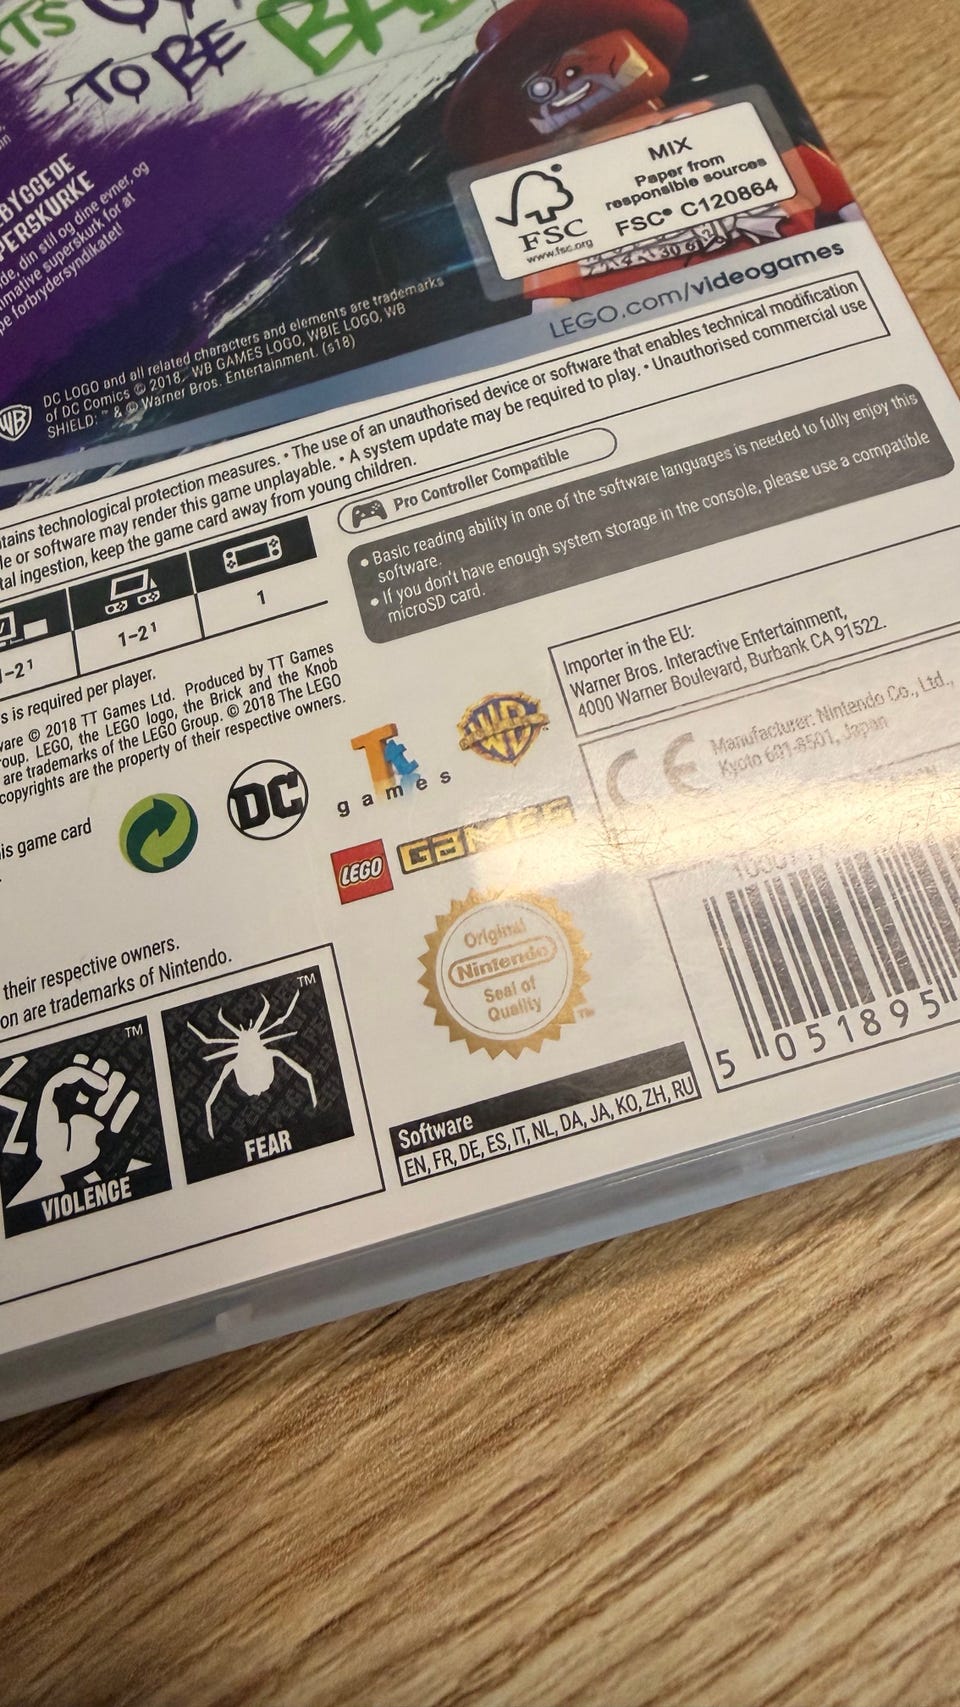 TO BE BAD
BYGGEDE
din stil og dine evner, og
superskurk for at
forbrydersyndikatet!
FSC
www.fsc.org
MIX
Paper from
responsible sources
FSC® C120864
LEGO.com/videogames
WB
DC LOGO and all related characters and elements are trademarks
of DC Comics © 2018. WB GAMES LOGO, WBIE LOGO, WB
SHIELD: ™ & © Warner Bros. Entertainment. (s18)
technological protection measures. • The use of an unauthorised device or software that enables technical modification
or software may render this game unplayable. • A system update may be required to play. • Unauthorised commercial use
ingestion, keep the game card away from young children.
Pro Controller Compatible
• Basic reading ability in one of the software languages is needed to fully enjoy this
software.
• If you don't have enough system storage in the console, please use a compatible
microSD card.
1-2¹
1
-2¹
is required per player.
© 2018 TT Games Ltd. Produced by TT Games
LEGO, the LEGO logo, the Brick and the Knob
are trademarks of the LEGO Group. © 2018 The LEGO
copyrights are the property of their respective owners.
Importer in the EU:
Warner Bros. Interactive Entertainment,
4000 Warner Boulevard, Burbank CA 91522.
CE
Manufacturer: Nintendo Co., Ltd.,
Kyoto 601-8501, Japan
game card
DC
Tt
games
WB
LEGO GAMES
Original
Nintendo
Seal of
Quality
™
their respective owners.
are trademarks of Nintendo.
™
VIOLENCE
™
FEAR
Software
EN, FR, DE, ES, IT, NL, DA, JA, KO, ZH, RU
5 051895